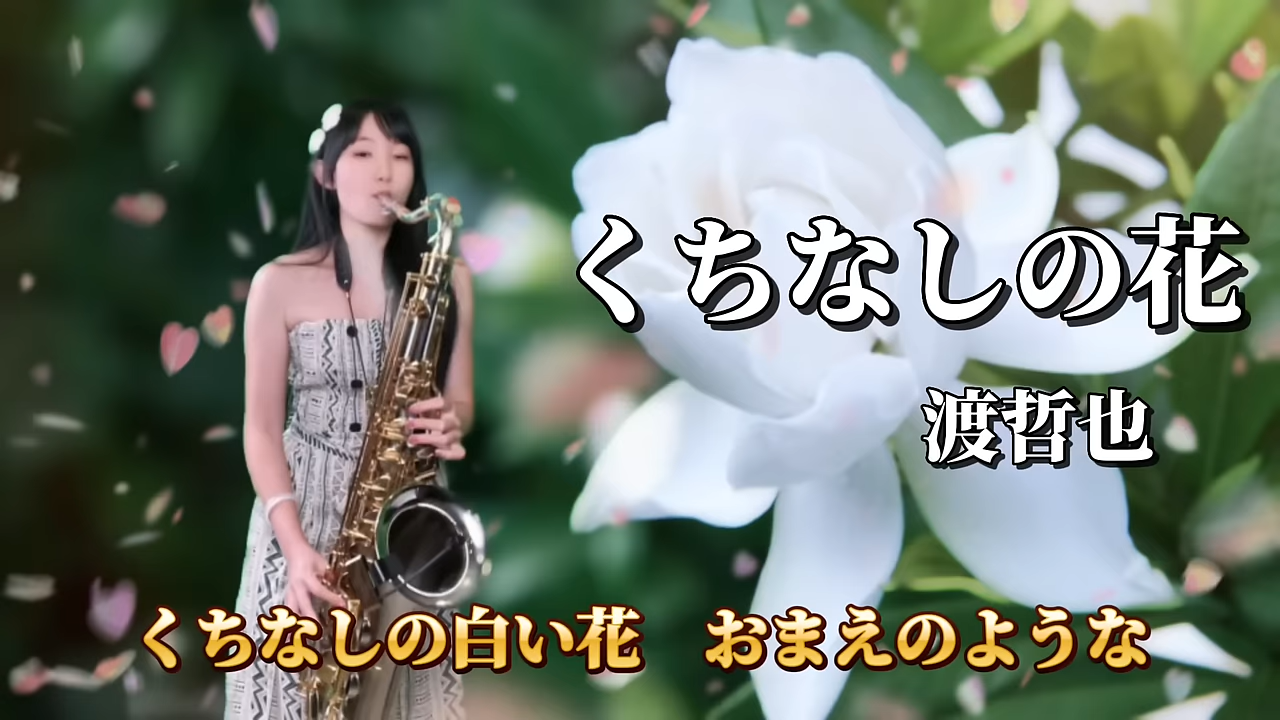 くちなしの花
渡哲也
くちなしの白い花　おまえのような